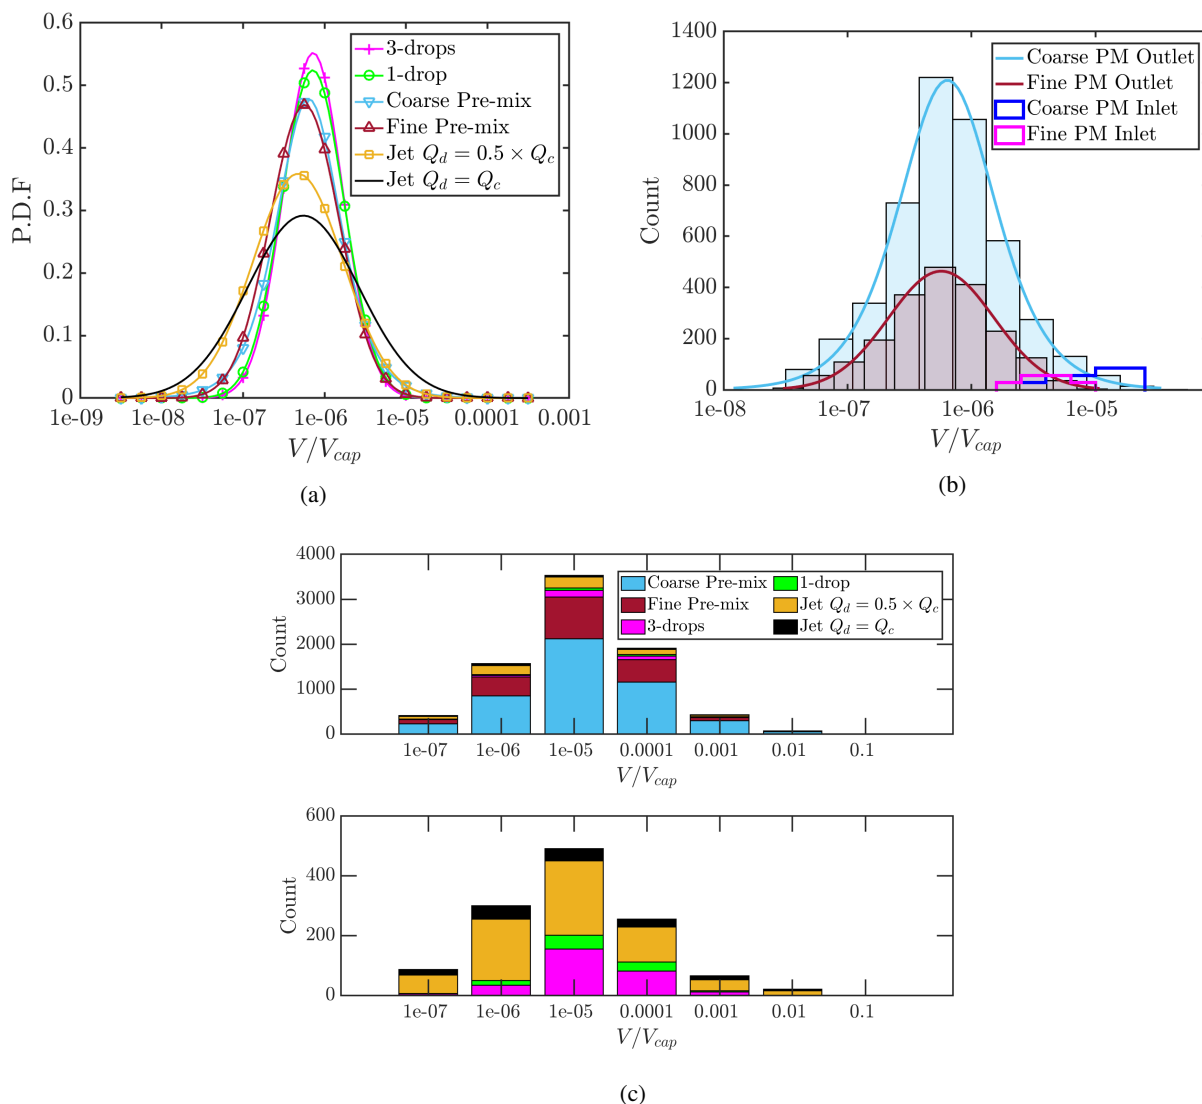 0.6
0.5
0.4
0.3
0.2
0.1
0
P.D.F
1e-09 1e-08 1e-07 1e-06 1e-05 0.0001 0.001
V/V_cap
3-drops
1-drop
Coarse Pre-mix
Fine Pre-mix
Jet Q_d = 0.5 × Q_c
Jet Q_d = Q_c
(a)
1400
1200
1000
800
600
400
200
0
Count
1e-08 1e-07 1e-06 1e-05
V/V_cap
Coarse PM Outlet
Fine PM Outlet
Coarse PM Inlet
Fine PM Inlet
(b)
4000
3000
2000
1000
0
Count
Coarse Pre-mix 1-drop
Fine Pre-mix Jet Q_d = 0.5 × Q_c
3-drops Jet Q_d = Q_c
1e-07 1e-06 1e-05 0.0001 0.001 0.01 0.1
V/V_cap
600
400
200
0
Count
1e-07 1e-06 1e-05 0.0001 0.001 0.01 0.1
V/V_cap
(c)